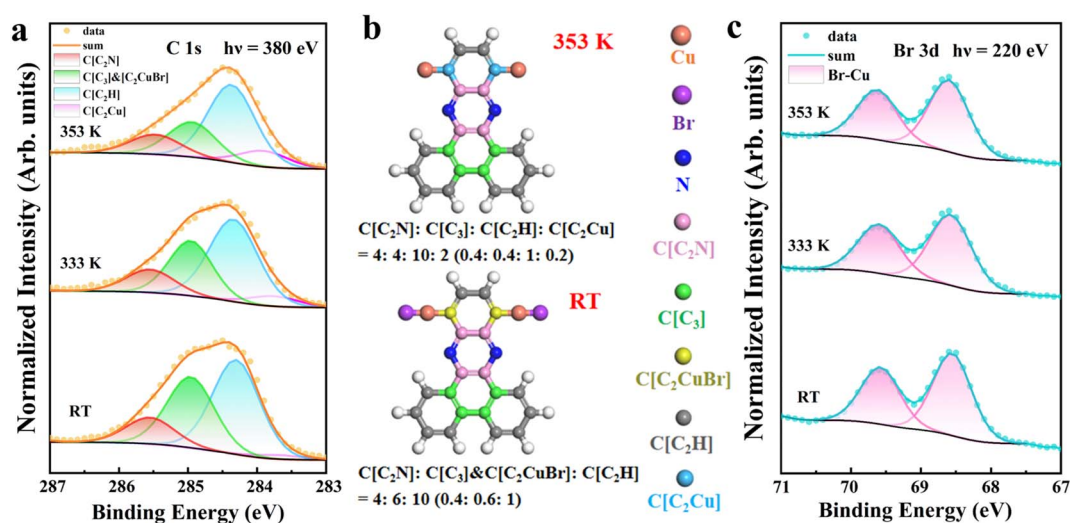 a
Normalized Intensity (Arb. units)
data
sum
C[C₂N]
C[C₃]&[C₂CuBr]
C[C₂H]
C[C₂Cu]
C 1s hν = 380 eV
353 K
333 K
RT
287 286 285 284 283
Binding Energy (eV)
b
353 K
C[C₂N]: C[C₃]: C[C₂H]: C[C₂Cu]
= 4: 4: 10: 2 (0.4: 0.4: 1: 0.2)
RT
C[C₂N]: C[C₃]&C[C₂CuBr]: C[C₂H]
= 4: 6: 10 (0.4: 0.6: 1)
Cu
Br
N
C[C₂N]
C[C₃]
C[C₂CuBr]
C[C₂H]
C[C₂Cu]
c
Normalized Intensity (Arb. units)
data
sum
Br-Cu
Br 3d hν = 220 eV
353 K
333 K
RT
71 70 69 68 67
Binding Energy (eV)